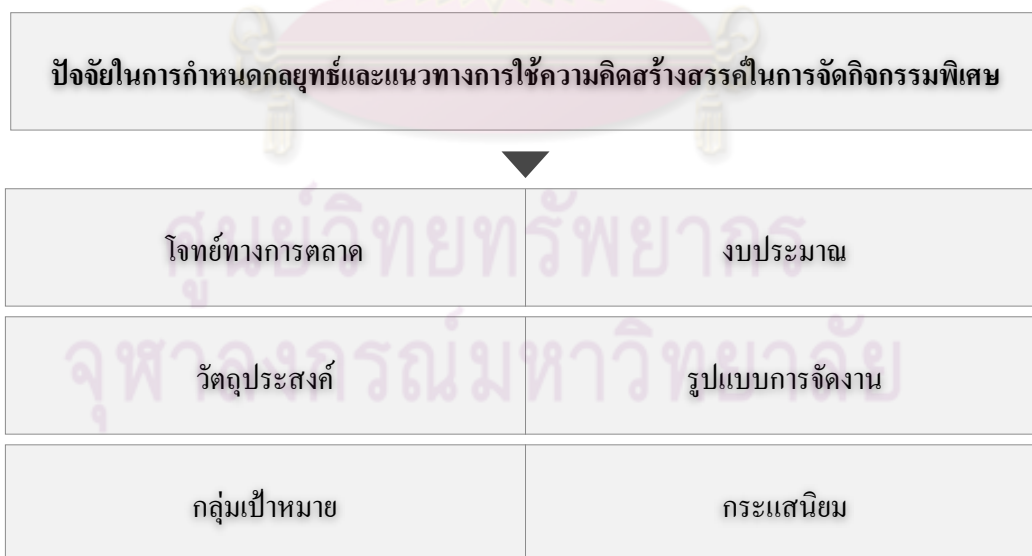 ปัจจัยในการกำหนดกลยุทธ์และแนวทางการใช้ความคิดสร้างสรรค์ในการจัดกิจกรรมพิเศษ
โจทย์ทางการตลาด
งบประมาณ
ศูนย์วิทยทรัพยากร
วัตถุประสงค์
รูปแบบการจัดงาน
จุฬาลงกรณ์มหาวิทยาลัย
กลุ่มเป้าหมาย
กระแสนิยม